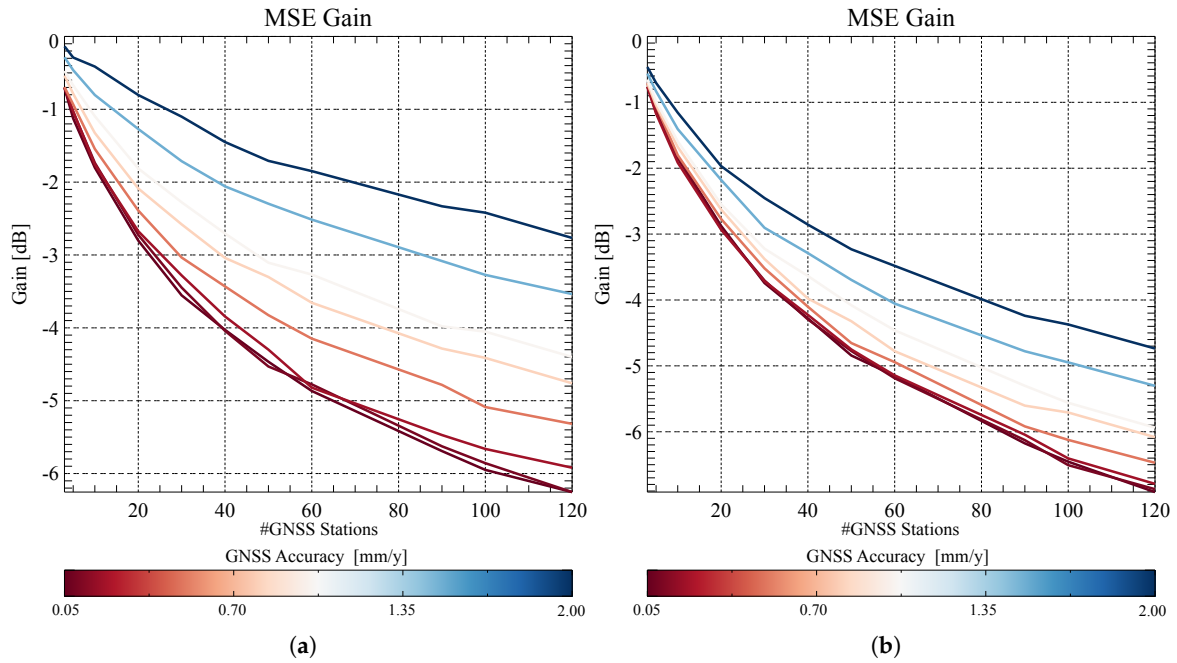 MSE Gain
0
-1
-2
-3
-4
-5
-6
Gain [dB]
20 40 60 80 100 120
#GNSS Stations
GNSS Accuracy [mm/y]
0.05 0.70 1.35 2.00
(a)
MSE Gain
0
-1
-2
-3
-4
-5
-6
Gain [dB]
20 40 60 80 100 120
#GNSS Stations
GNSS Accuracy [mm/y]
0.05 0.70 1.35 2.00
(b)